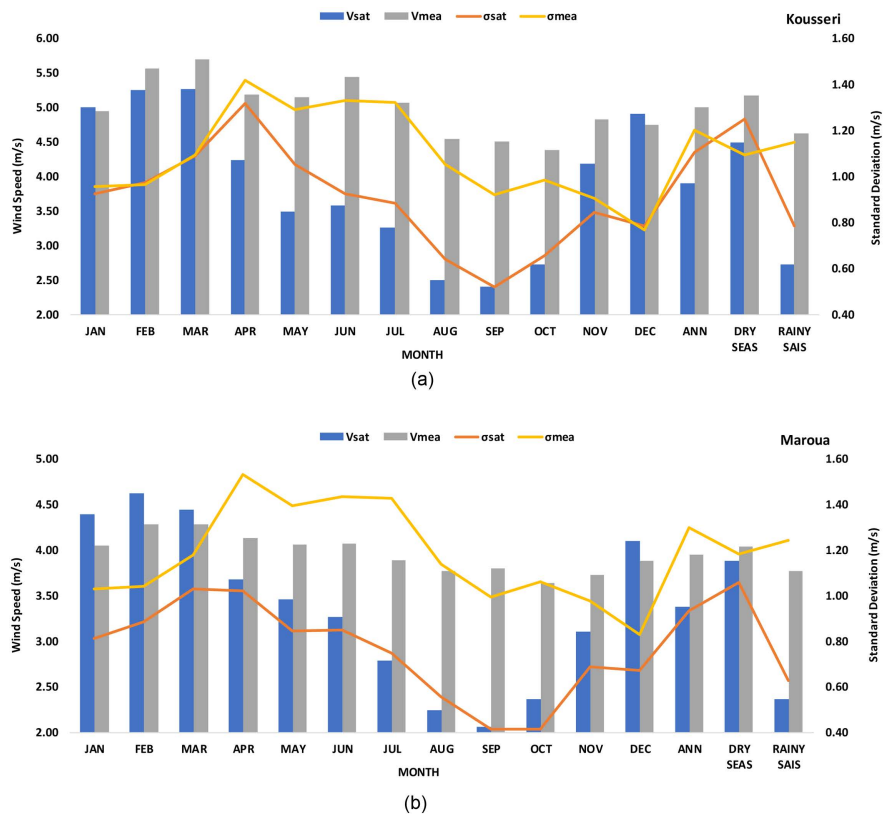 Vsat Vmea σsat σmea Kousseri
6.00
5.50
5.00
4.50
4.00
3.50
3.00
2.50
2.00
Wind Speed (m/s)
1.60
1.40
1.20
1.00
0.80
0.60
0.40
Standard Deviation (m/s)
JAN FEB MAR APR MAY JUN JUL AUG SEP OCT NOV DEC ANN DRY RAINY
SEAS SAIS
MONTH
(a)
Vsat Vmea σsat σmea Maroua
5.00
4.50
4.00
3.50
3.00
2.50
2.00
Wind Speed (m/s)
1.60
1.40
1.20
1.00
0.80
0.60
0.40
Standard Deviation (m/s)
JAN FEB MAR APR MAY JUN JUL AUG SEP OCT NOV DEC ANN DRY RAINY
SEAS SAIS
MONTH
(b)